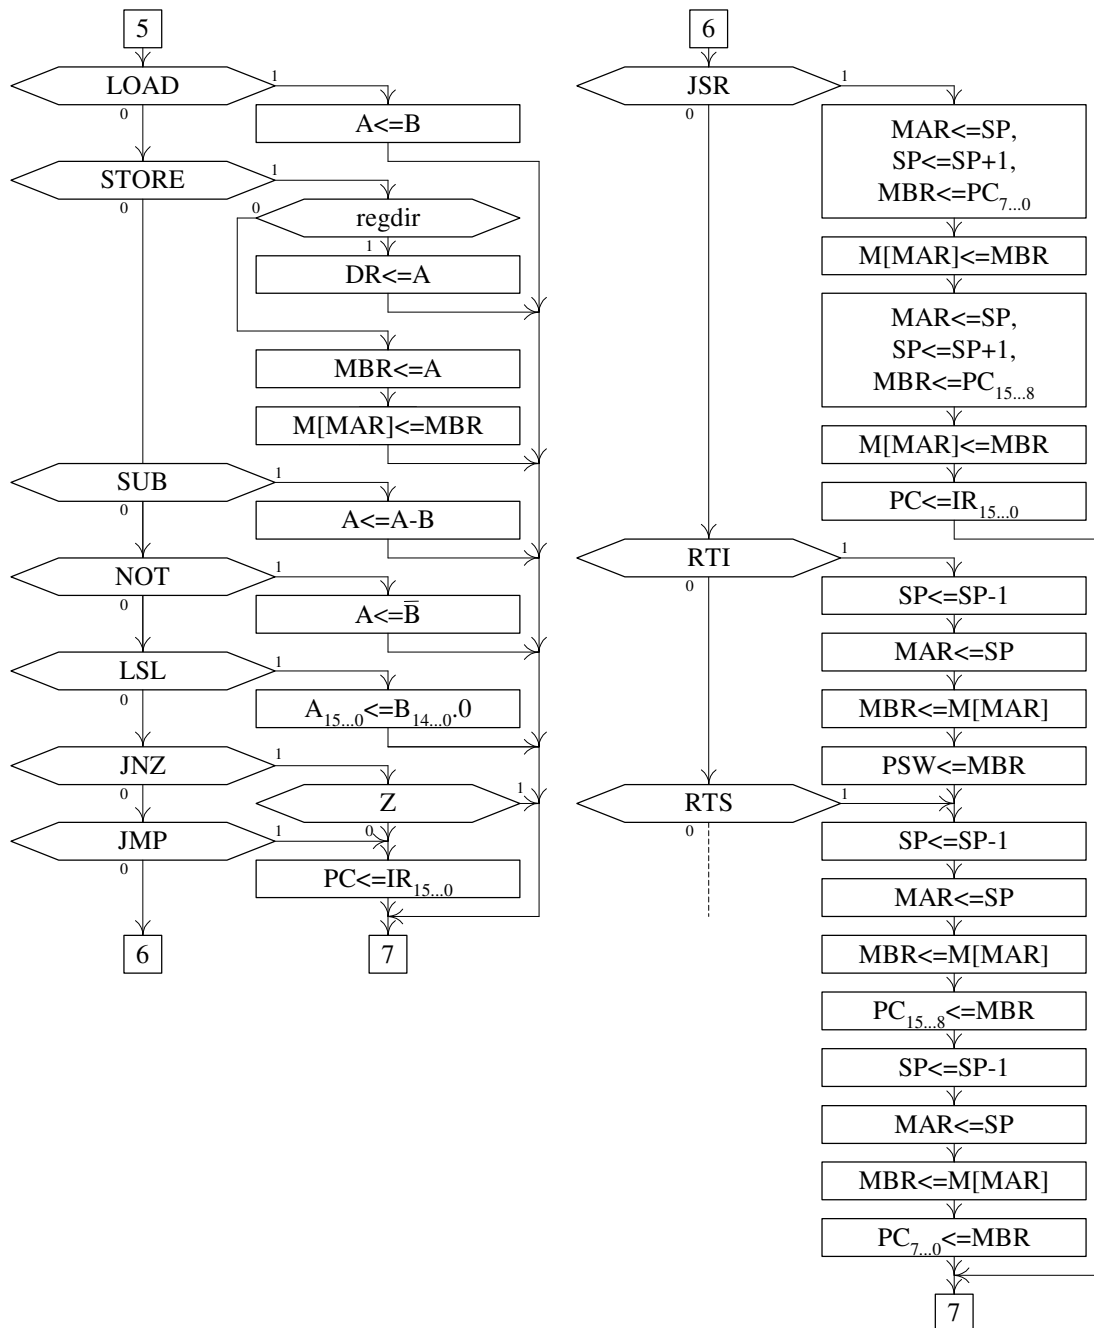 5
LOAD
1
0
A<=B
STORE
1
0
0
regdir
1
DR<=A
MBR<=A
M[MAR]<=MBR
SUB
1
0
A<=A-B
NOT
1
0
A<=B̅
LSL
1
0
A15...0<=B14...0.0
JNZ
1
0
Z
1
0
JMP
1
0
PC<=IR15...0
6
7
6
JSR
1
0
MAR<=SP,
SP<=SP+1,
MBR<=PC7...0
M[MAR]<=MBR
MAR<=SP,
SP<=SP+1,
MBR<=PC15...8
M[MAR]<=MBR
PC<=IR15...0
RTI
1
0
SP<=SP-1
MAR<=SP
MBR<=M[MAR]
PSW<=MBR
RTS
1
0
SP<=SP-1
MAR<=SP
MBR<=M[MAR]
PC15...8<=MBR
SP<=SP-1
MAR<=SP
MBR<=M[MAR]
PC7...0<=MBR
7